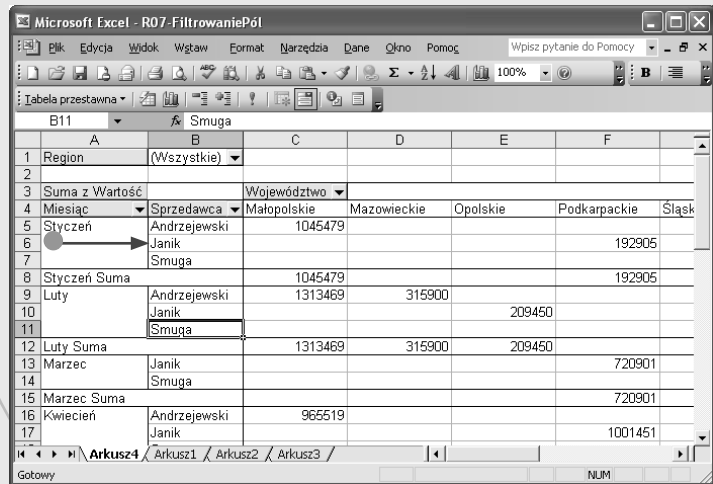 Microsoft Excel - R07-FiltrowaniePól
Plik Edycja Widok Wstaw Format Narzędzia Dane Okno Pomoc Wpisz pytanie do Pomocy
100% B
Tabela przestawna
B11 fx Smuga
A B C D E F
1 Region (Wszystkie)
2
3 Suma z Wartość Województwo
4 Miesiąc Sprzedawca Małopolskie Mazowieckie Opolskie Podkarpackie Śląsk
5 Styczeń Andrzejewski 1045479
6 Janik 192905
7 Smuga
8 Styczeń Suma 1045479 192905
9 Luty Andrzejewski 1313469 315900
10 Janik 209450
11 Smuga
12 Luty Suma 1313469 315900 209450
13 Marzec Janik 720901
14 Smuga
15 Marzec Suma 720901
16 Kwiecień Andrzejewski 965519
17 Janik 1001451
Arkusz4 Arkusz1 Arkusz2 Arkusz3
Gotowy NUM